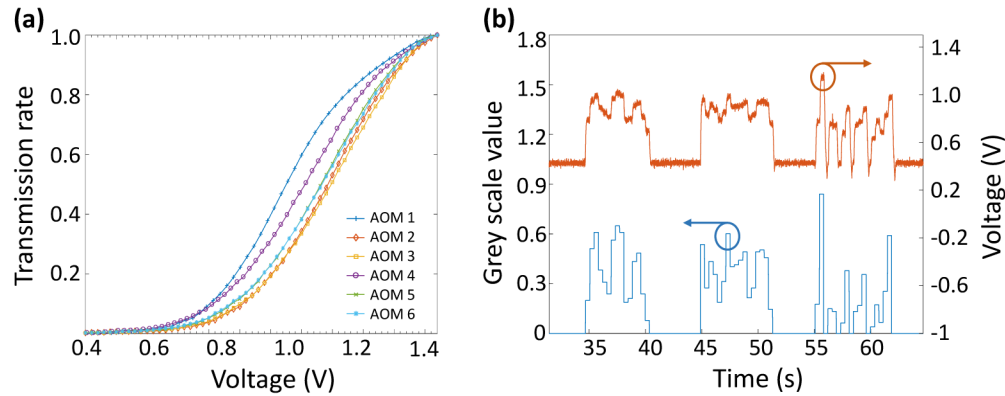 (a)
Transmission rate
1.0
0.8
0.6
0.4
0.2
0.4
0.6
0.8
1.0
1.2
1.4
Voltage (V)
AOM 1
AOM 2
AOM 3
AOM 4
AOM 5
AOM 6
(b)
Grey scale value
1.8
1.5
1.2
0.9
0.6
0.3
0
35
40
45
50
55
60
Time (s)
1.4
1.0
0.6
0.2
-0.2
-0.6
-1
Voltage (V)